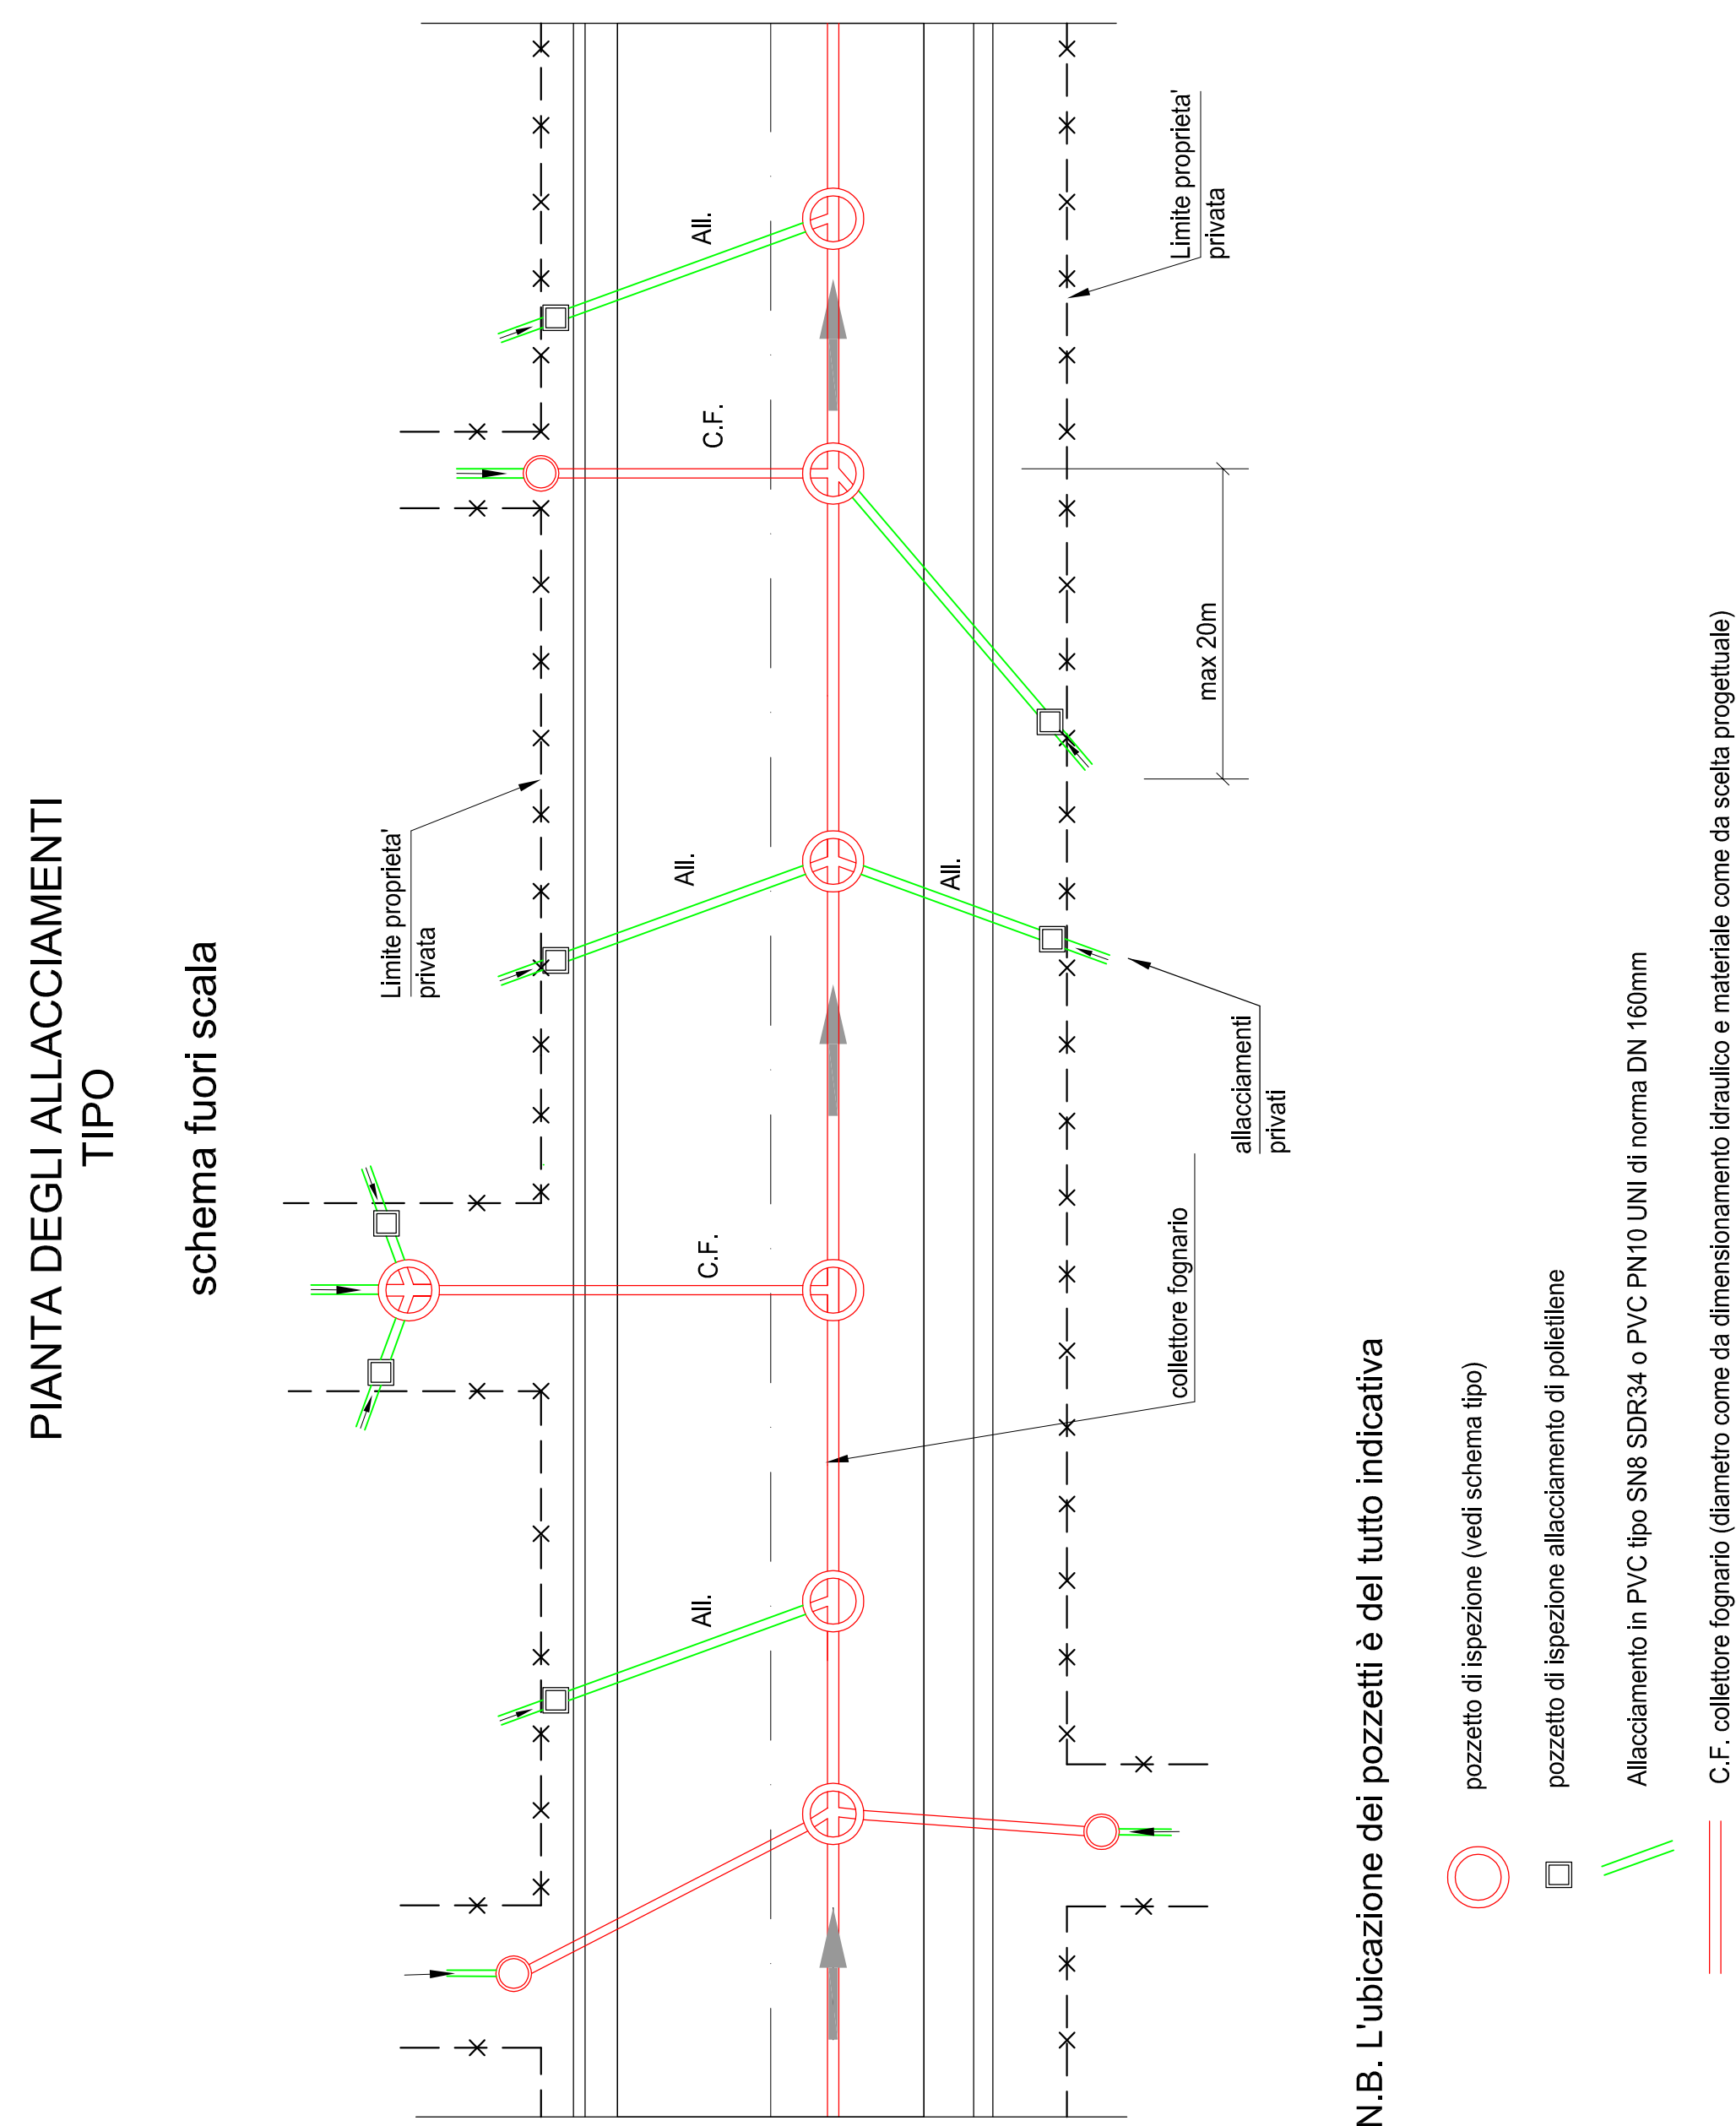 PIANTA DEGLI ALLACCIAMENTI
TIPO
schema fuori scala
Limite proprieta'
privata
All.
C.F.
All.
All.
C.F.
All.
Limite proprieta'
privata
max 20m
allacciamenti
privati
collettore fognario
N.B. L'ubicazione dei pozzetti è del tutto indicativa
pozzetto di ispezione (vedi schema tipo)
pozzetto di ispezione allacciamento di polietilene
Allacciamento in PVC tipo SN8 SDR34 o PVC PN10 UNI di norma DN 160mm
C.F. collettore fognario (diametro come da dimensionamento idraulico e materiale come da scelta progettuale)